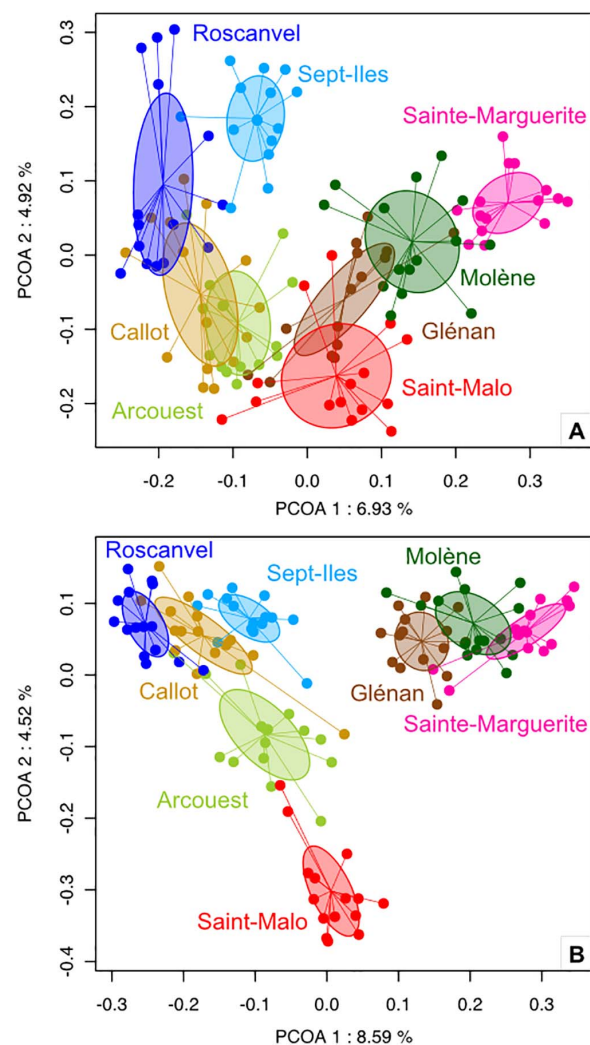 0.3
0.2
0.1
0.0
-0.1
-0.2
PCOA 2 : 4.92 %
Roscanvel
Sept-Iles
Sainte-Marguerite
Molène
Callot
Glénan
Saint-Malo
Arcouest
A
-0.2 -0.1 0.0 0.1 0.2 0.3
PCOA 1 : 6.93 %
0.1
0.0
-0.1
-0.2
-0.3
-0.4
PCOA 2 : 4.52 %
Roscanvel
Sept-Iles
Molène
Callot
Glénan
Sainte-Marguerite
Arcouest
Saint-Malo
B
-0.3 -0.2 -0.1 0.0 0.1 0.2 0.3
PCOA 1 : 8.59 %